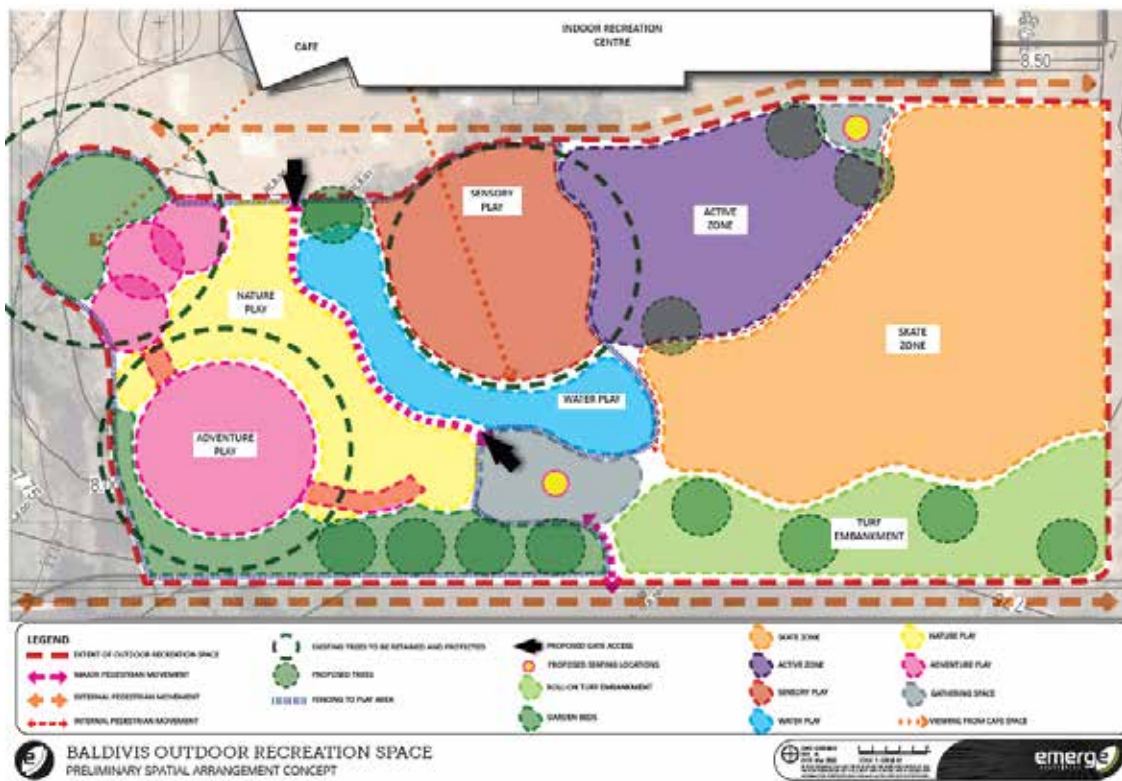 CAFE
INDOOR RECREATION
CENTRE
8.50
SENSORY
PLAY
ACTIVE
ZONE
NATURE
PLAY
SKATE
ZONE
WATER PLAY
ADVENTURE
PLAY
TURF
EMBANKMENT
7.75
LEGEND
EXTENT OF OUTDOOR RECREATION SPACE
MAJOR PEDESTRIAN MOVEMENT
EXTERNAL PEDESTRIAN MOVEMENT
INTERNAL PEDESTRIAN MOVEMENT
EXISTING TREES TO BE RETAINED AND PROTECTED
PROPOSED TREES
FENCING TO PLAY AREA
PROPOSED GATE ACCESS
PROPOSED SEATING LOCATIONS
ROLL-ON TURF EMBANKMENT
GARDEN BEDS
SKATE ZONE
ACTIVE ZONE
SENSORY PLAY
WATER PLAY
NATURE PLAY
ADVENTURE PLAY
GATHERING SPACE
VIEWING FROM CAFE SPACE
BALDIVIS OUTDOOR RECREATION SPACE
PRELIMINARY SPATIAL ARRANGEMENT CONCEPT
emerge